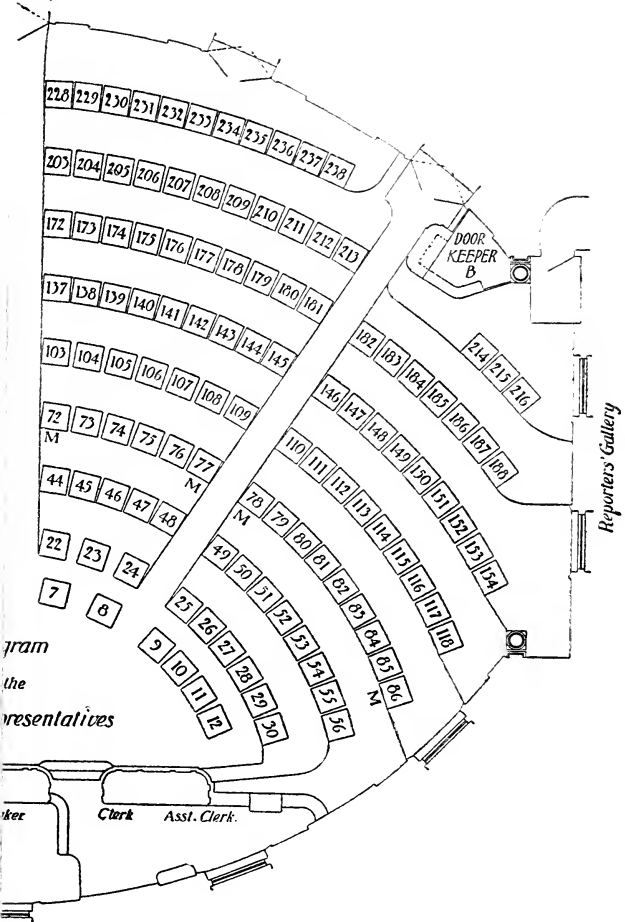 228 229 230 231 232 233 234 235 236 237 238
203 204 205 206 207 208 209 210 211 212 213
172 173 174 175 176 177 178 179 180 181
137 138 139 140 141 142 143 144 145
103 104 105 106 107 108 109
72 73 74 75 76 77
M
M
44 45 46 47 48
22 23 24
7 8
DOOR
KEEPER
B
214 215 216
182 183 184 185 186 187 188
146 147 148 149 150 151 152 153 154
110 111 112 113 114 115 116 117 118
78 79 80 81 82 83 84 85 86
M
M
49 50 51 52 53 54 55 56
25 26 27 28 29 30
9 10 11 12
Reporters' Gallery
gram
the
presentatives
aker
Clerk
Asst. Clerk.